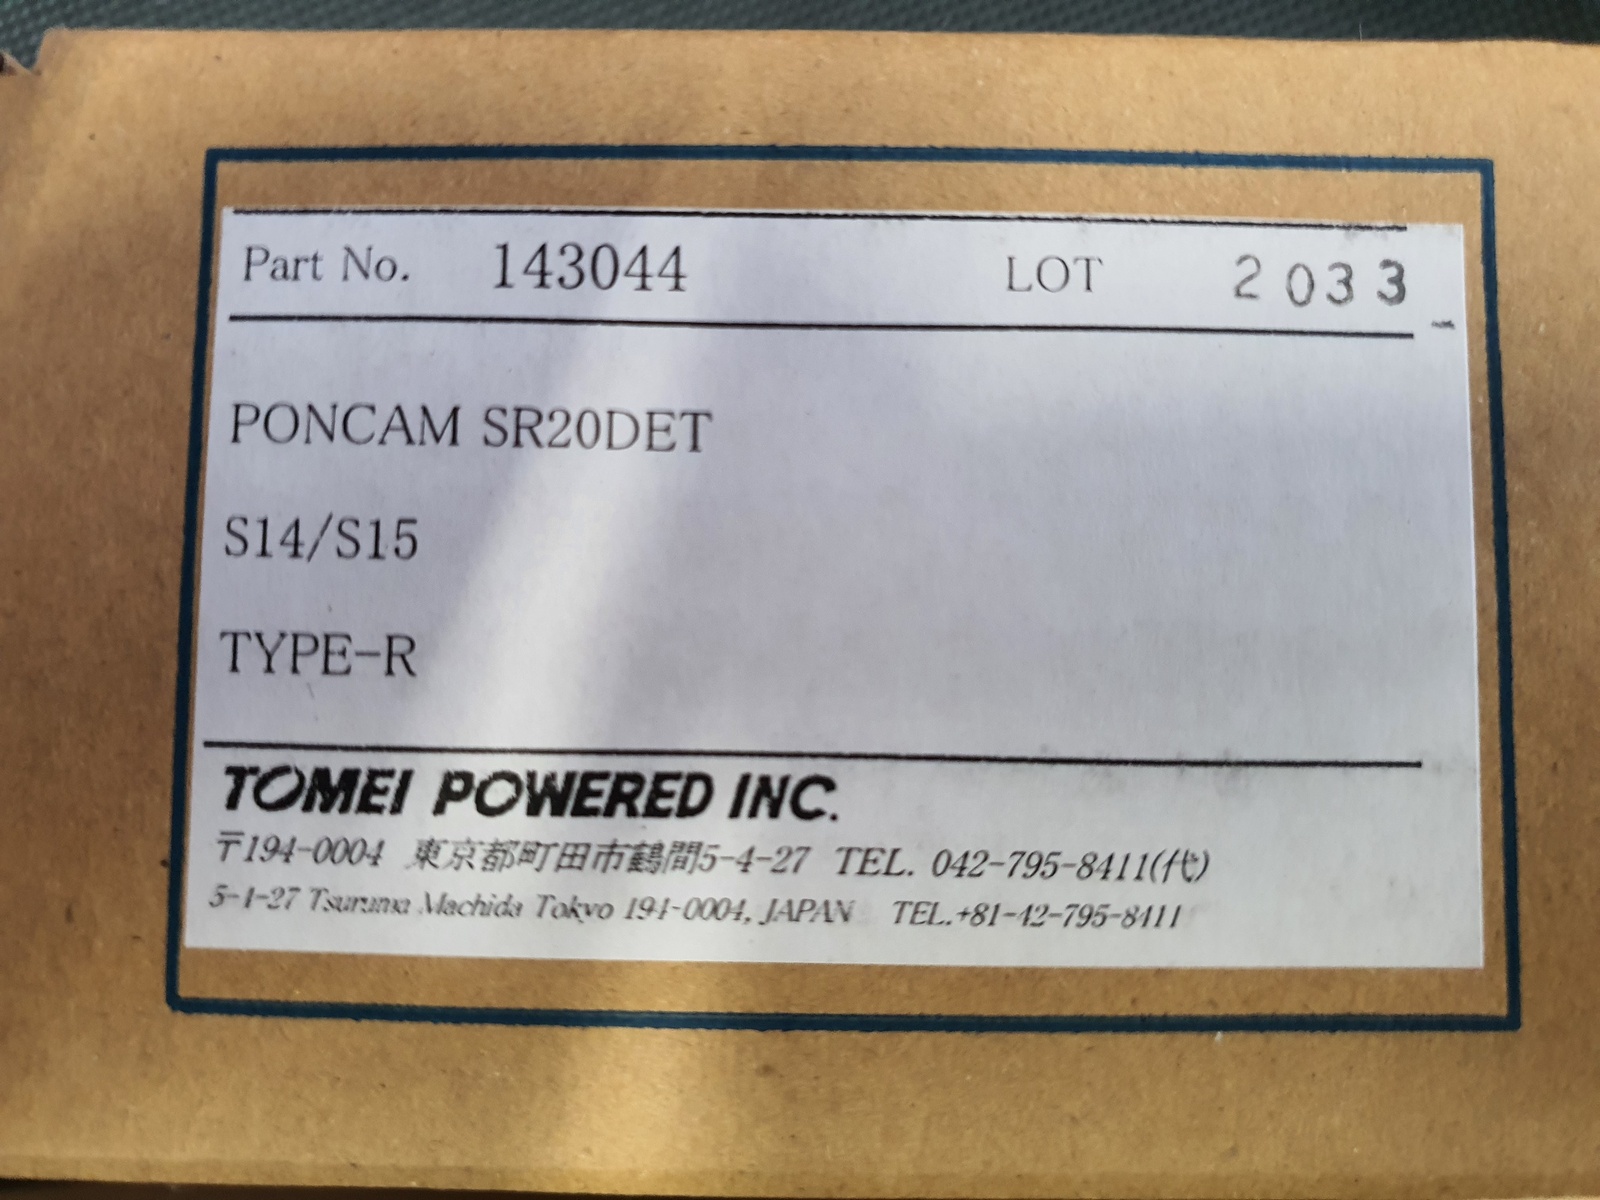 Part No. 143044 LOT 2033
PONCAM SR20DET
S14/S15
TYPE-R
TOMEI POWERED INC.
〒194-0004 東京都町田市鶴間5-4-27 TEL. 042-795-8411(代)
5-4-27 Tsuruma Machida Tokyo 194-0004, JAPAN TEL.+81-42-795-8411